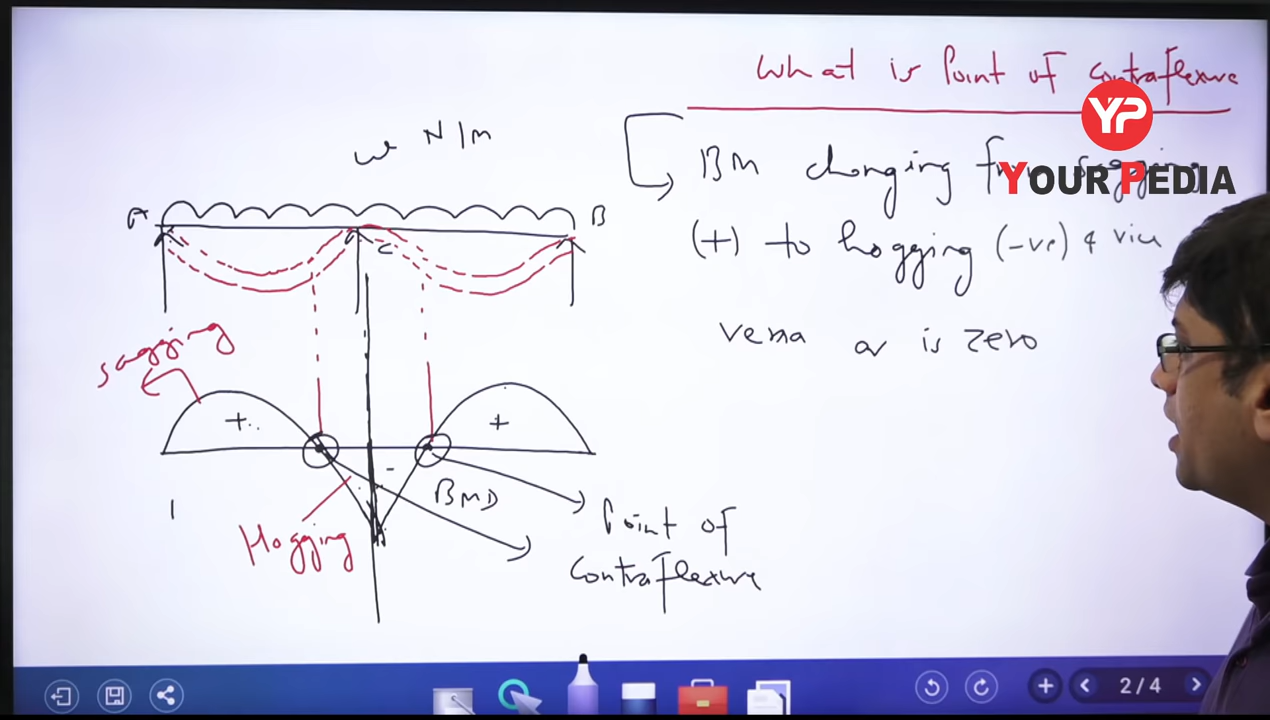 What is Point of Contraflexure
YP
YOUR PEDIA
BM changing from sagging
(+) to hogging (-ve) & vice
versa or is zero
w N/m
A
B
C
sagging
+
+
-
BMD
Hogging
Point of
Contraflexure
2/4